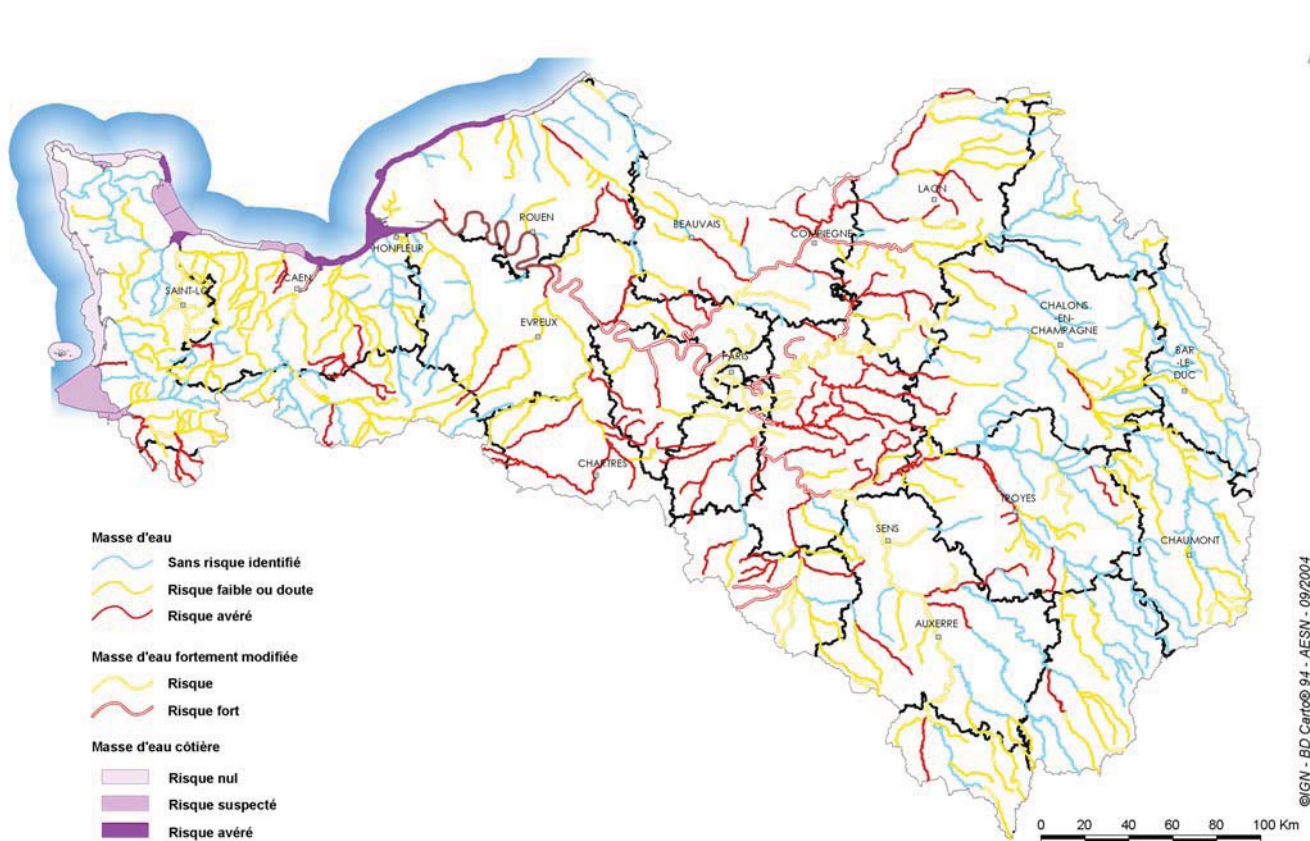 LAON
ROUEN
BEAUVAIS
COMPIEGNE
HONFLEUR
CAEN
SAINT-LO
CHALONS
-EN-
CHAMPAGNE
EVREUX
PARIS
BAR
-LE-
DUC
CHARTRES
TROYES
SENS
CHAUMONT
AUXERRE
Masse d'eau
Sans risque identifié
Risque faible ou doute
Risque avéré
Masse d'eau fortement modifiée
Risque
Risque fort
Masse d'eau côtière
Risque nul
Risque suspecté
Risque avéré
0 20 40 60 80 100 Km
©IGN - BD Carto® 94 - AESN - 09/2004